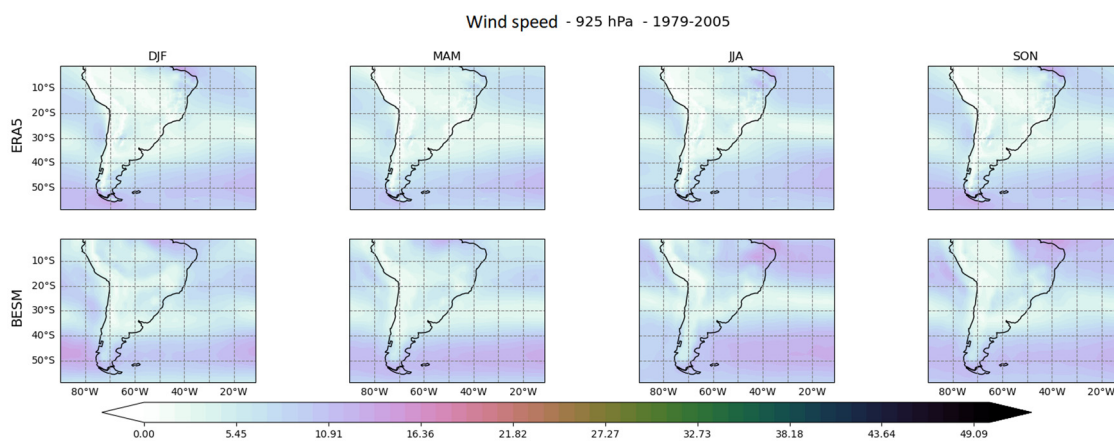 Wind speed - 925 hPa - 1979-2005
DJF MAM JJA SON
ERA5
10°S
20°S
30°S
40°S
50°S
BESM
10°S
20°S
30°S
40°S
50°S
80°W 60°W 40°W 20°W 80°W 60°W 40°W 20°W 80°W 60°W 40°W 20°W 80°W 60°W 40°W 20°W
0.00 5.45 10.91 16.36 21.82 27.27 32.73 38.18 43.64 49.09